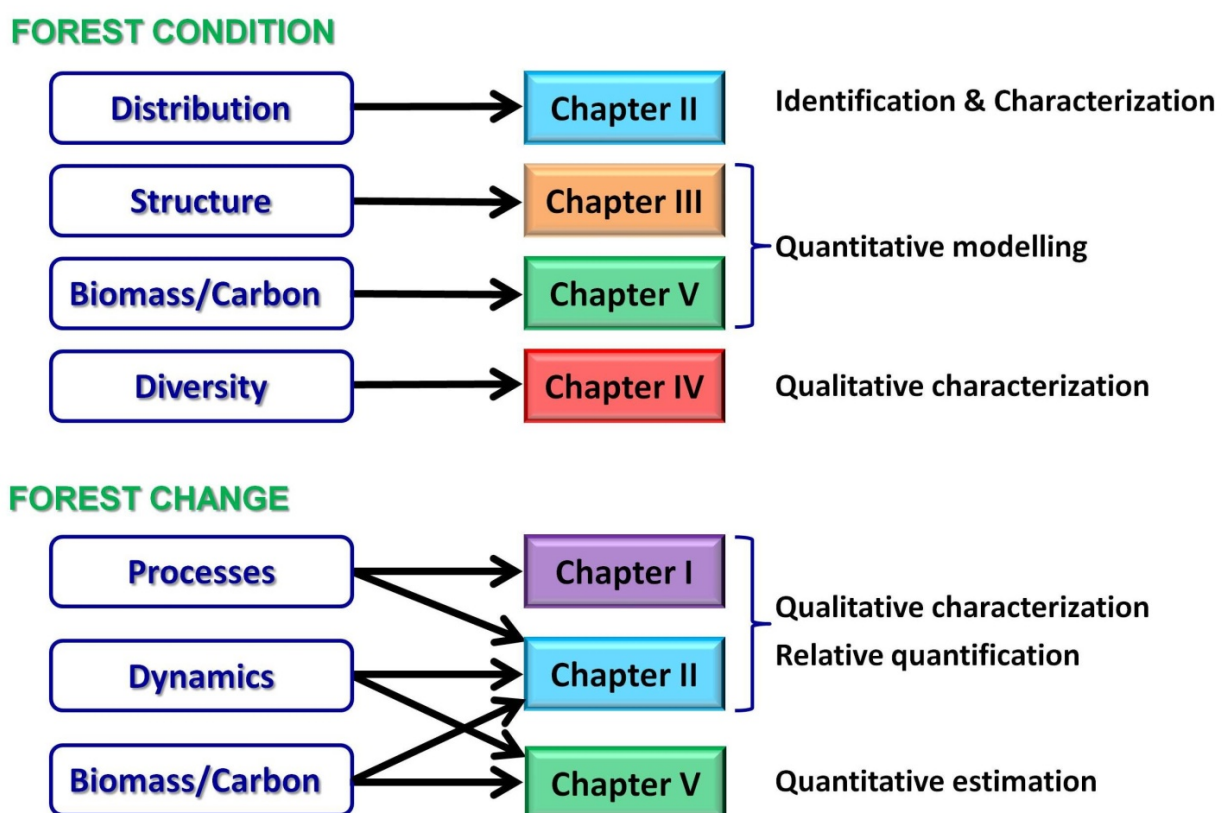 FOREST CONDITION
Distribution
Chapter II
Identification & Characterization
Structure
Chapter III
Quantitative modelling
Biomass/Carbon
Chapter V
Diversity
Chapter IV
Qualitative characterization
FOREST CHANGE
Processes
Chapter I
Qualitative characterization
Relative quantification
Dynamics
Chapter II
Biomass/Carbon
Chapter V
Quantitative estimation